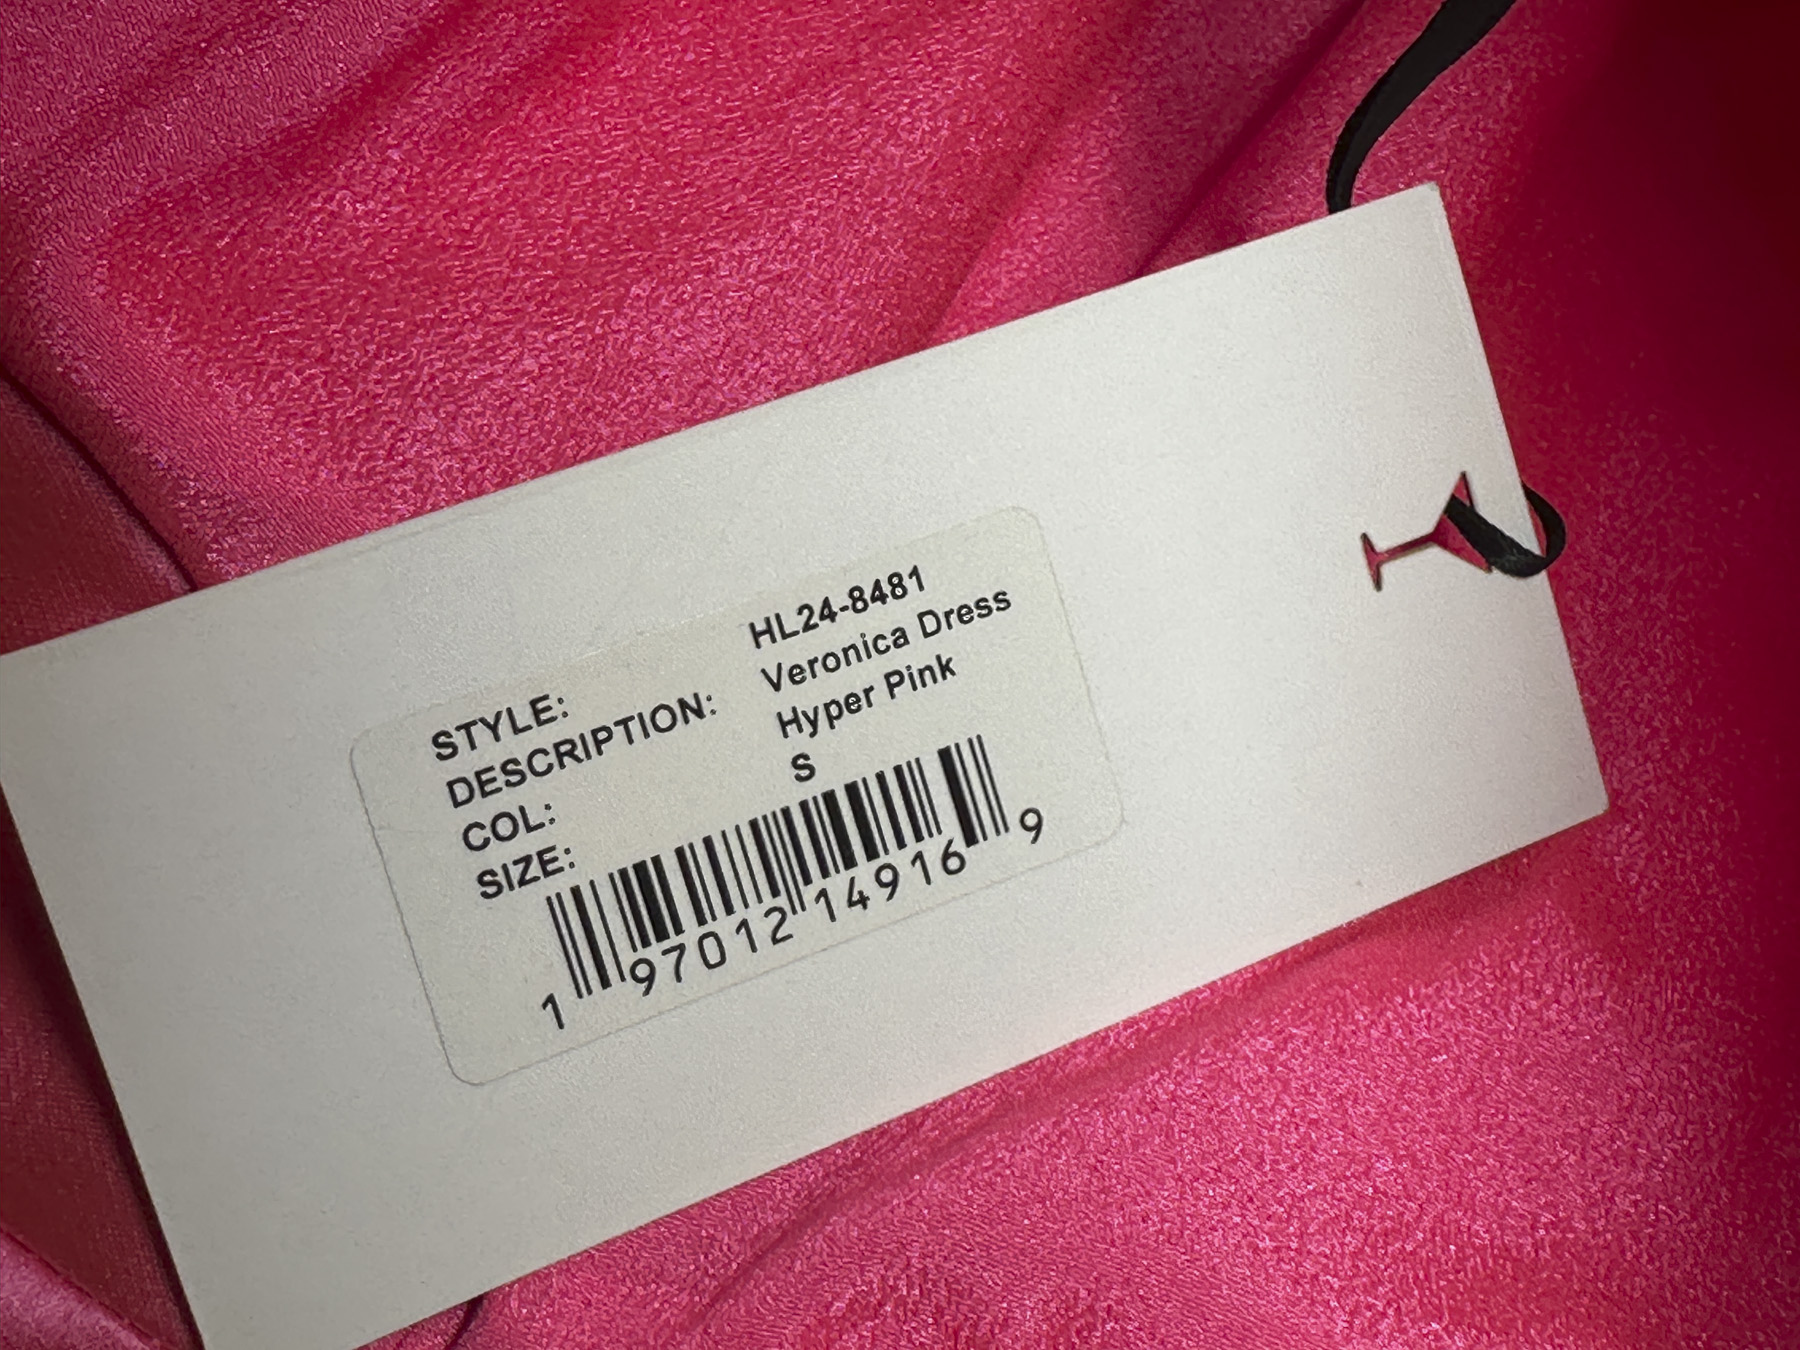 STYLE: HL24-8481
DESCRIPTION: Veronica Dress
COL: Hyper Pink
SIZE: S
1 97012 14916 9